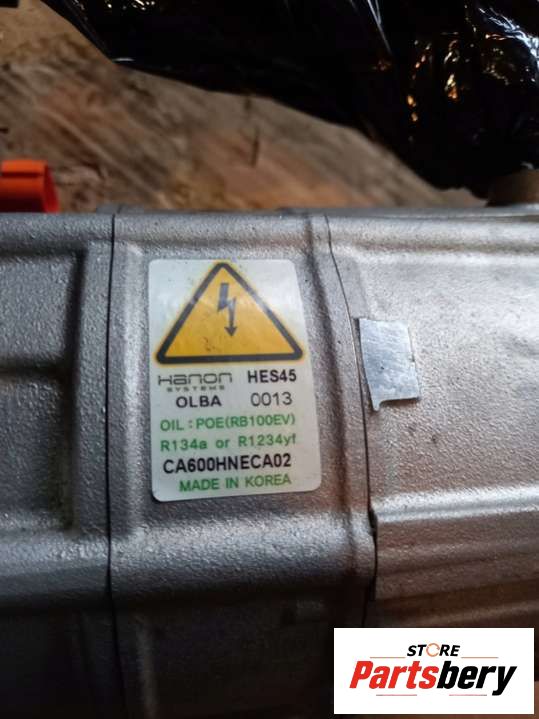 Hanon
SYSTEMS
HES45
OLBA 0013
OIL : POE(RB100EV)
R134a or R1234yf
CA600HNECA02
MADE IN KOREA
STORE
Partsbery